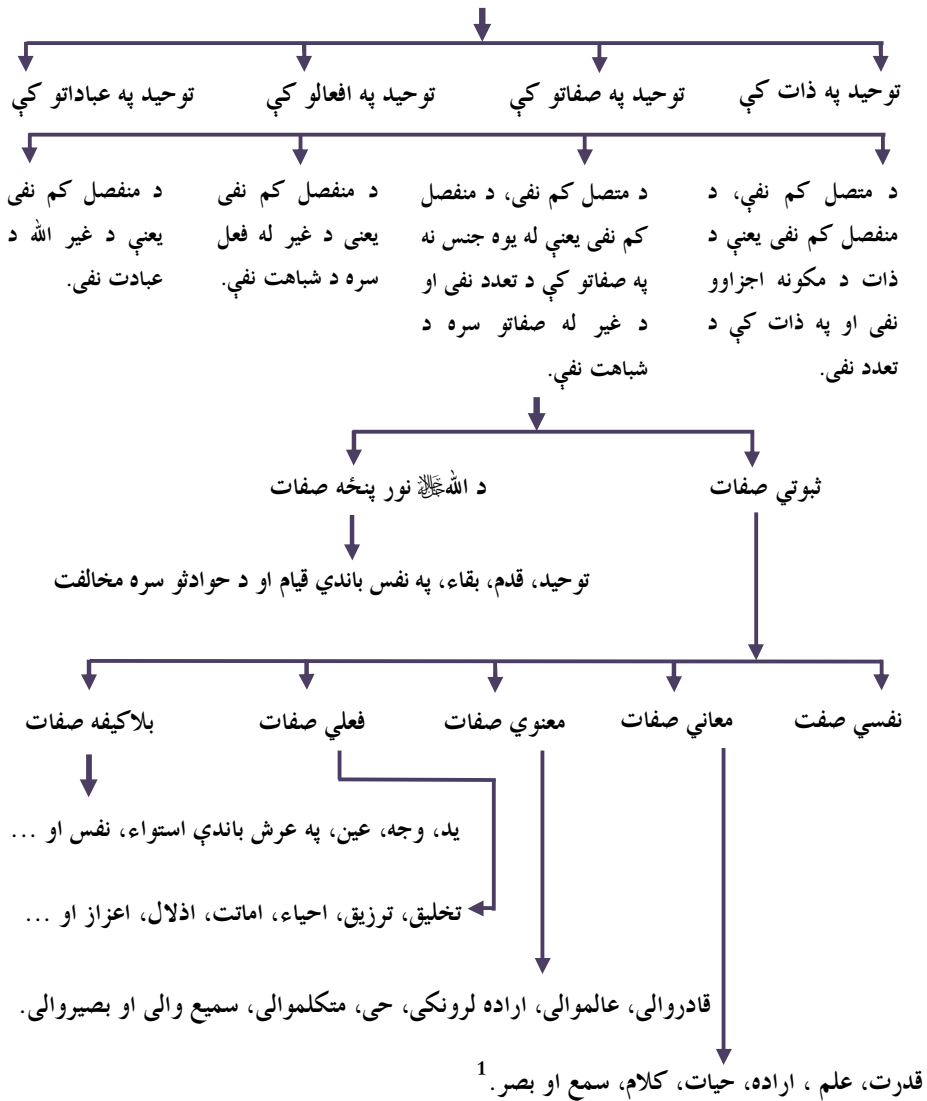 توحید په ذات کې
توحید په صفاتو کې
توحید په افعالو کې
توحید په عباداتو کې
د متصل کم نفې، د
منفصل کم نفی یعنې د
ذات د مکونه اجزاوو
نفی او په ذات کې د
تعدد نفی.
د متصل کم نفی، د منفصل
کم نفی یعنې له یوه جنس نه
په صفاتو کې د تعدد نفی او
د غیر له صفاتو سره د
شباهت نفې.
د منفصل کم نفی
یعنی د غیر له فعل
سره د شباهت نفې.
د منفصل کم نفی
یعنې د غیر الله د
عبادت نفی.
ثبوتي صفات
د اللهﷻ نور پنځه صفات
توحید، قدم، بقاء، په نفس باندې قیام او د حوادثو سره مخالفت
نفسي صفت
معاني صفات
معنوي صفات
فعلي صفات
بلاکیفه صفات
ید، وجه، عین، په عرش باندې استواء، نفس او ...
تخلیق، ترزیق، احیاء، اماتت، اذلال، اعزاز او ...
قادروالی، عالموالی، اراده لرونکی، حی، متکلموالی، سمیع والی او بصیروالی.
قدرت، علم ، اراده، حیات، کلام، سمع او بصر.1